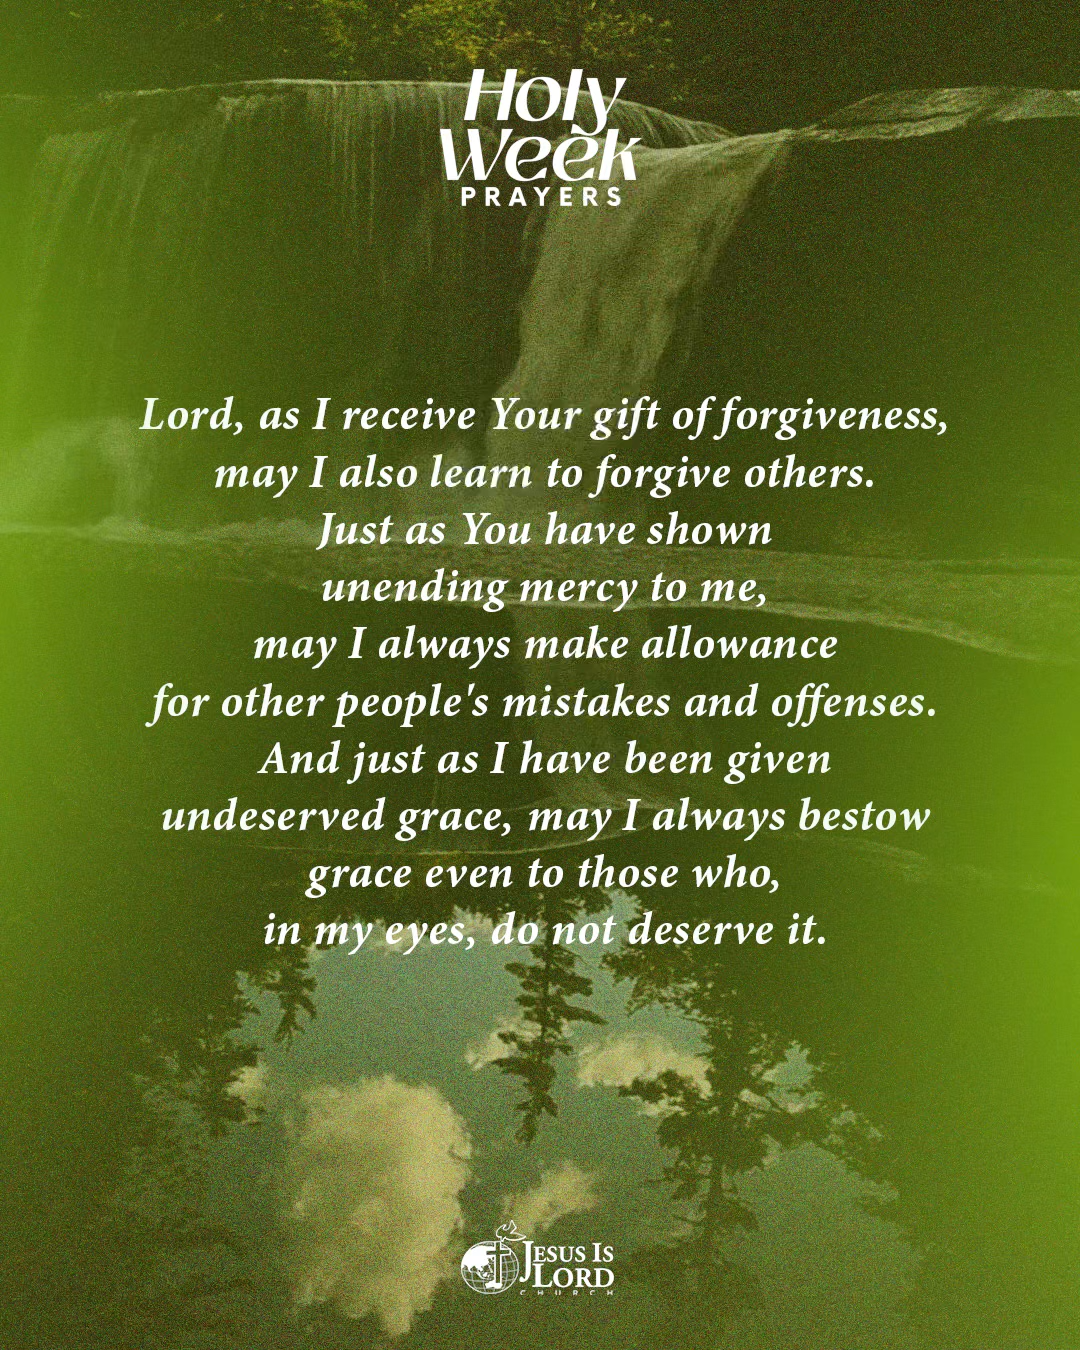 Holy
Week
PRAYERS
Lord, as I receive Your gift of forgiveness,
may I also learn to forgive others.
Just as You have shown
unending mercy to me,
may I always make allowance
for other people's mistakes and offenses.
And just as I have been given
undeserved grace, may I always bestow
grace even to those who,
in my eyes, do not deserve it.
JESUS IS
LORD
CHURCH